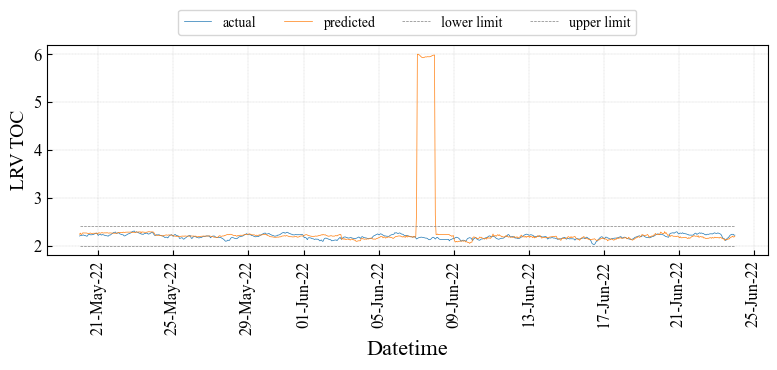 actual predicted lower limit upper limit
6
5
4
3
2
LRV TOC
21-May-22
25-May-22
29-May-22
01-Jun-22
05-Jun-22
09-Jun-22
13-Jun-22
17-Jun-22
21-Jun-22
25-Jun-22
Datetime